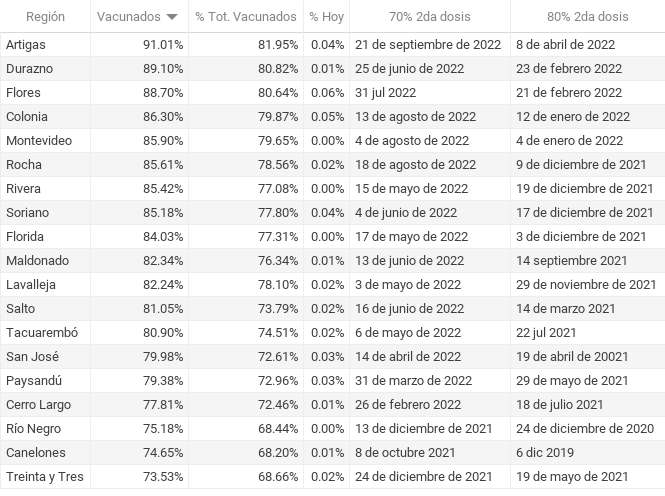 Región Vacunados % Tot. Vacunados % Hoy 70% 2da dosis 80% 2da dosis
Artigas 91.01% 81.95% 0.04% 21 de septiembre de 2022 8 de abril de 2022
Durazno 89.10% 80.82% 0.01% 25 de junio de 2022 23 de febrero 2022
Flores 88.70% 80.64% 0.06% 31 jul 2022 21 de febrero 2022
Colonia 86.30% 79.87% 0.05% 13 de agosto de 2022 12 de enero de 2022
Montevideo 85.90% 79.65% 0.00% 4 de agosto de 2022 4 de enero de 2022
Rocha 85.61% 78.56% 0.02% 18 de agosto de 2022 9 de diciembre de 2021
Rivera 85.42% 77.08% 0.00% 15 de mayo de 2022 19 de diciembre de 2021
Soriano 85.18% 77.80% 0.04% 4 de junio de 2022 17 de diciembre de 2021
Florida 84.03% 77.31% 0.00% 17 de mayo de 2022 3 de diciembre de 2021
Maldonado 82.34% 76.34% 0.01% 13 de junio de 2022 14 septiembre 2021
Lavalleja 82.24% 78.10% 0.02% 3 de mayo de 2022 29 de noviembre de 2021
Salto 81.05% 73.79% 0.02% 16 de junio de 2022 14 de marzo 2021
Tacuarembó 80.90% 74.51% 0.02% 6 de mayo de 2022 22 jul 2021
San José 79.98% 72.61% 0.03% 14 de abril de 2022 19 de abril de 20021
Paysandú 79.38% 72.96% 0.03% 31 de marzo de 2022 29 de mayo de 2021
Cerro Largo 77.81% 72.46% 0.01% 26 de febrero de 2022 18 de julio 2021
Río Negro 75.18% 68.44% 0.00% 13 de diciembre de 2021 24 de diciembre de 2020
Canelones 74.65% 68.20% 0.01% 8 de octubre 2021 6 dic 2019
Treinta y Tres 73.53% 68.66% 0.02% 24 de diciembre de 2021 19 de mayo de 2021